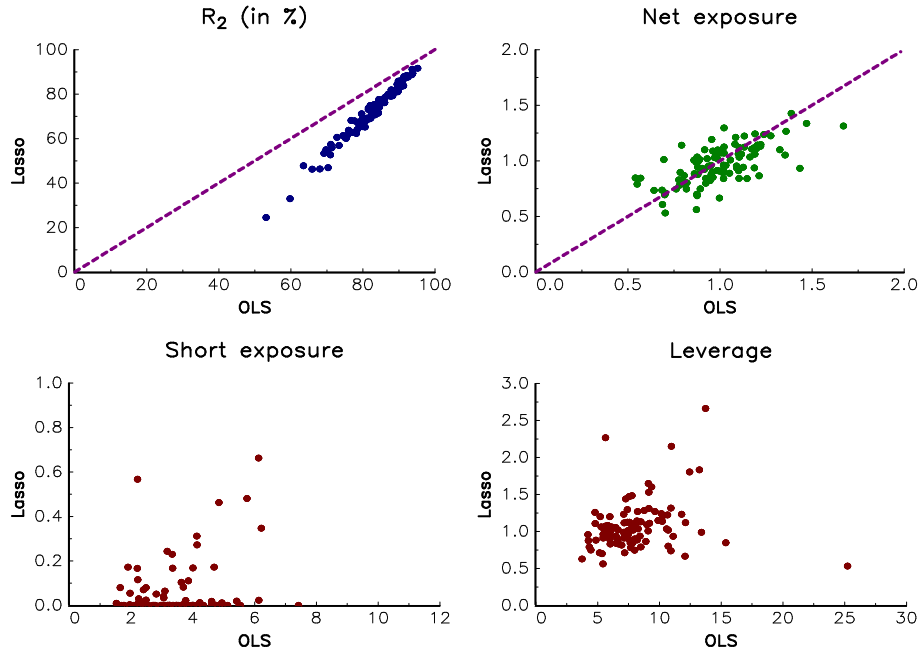 R2 (in %)
Lasso
100
80
60
40
20
0
0 20 40 60 80 100
OLS
Net exposure
Lasso
2.0
1.5
1.0
0.5
0.0
0.0 0.5 1.0 1.5 2.0
OLS
Short exposure
Lasso
1.0
0.8
0.6
0.4
0.2
0.0
0 2 4 6 8 10 12
OLS
Leverage
Lasso
3.0
2.5
2.0
1.5
1.0
0.5
0.0
0 5 10 15 20 25 30
OLS